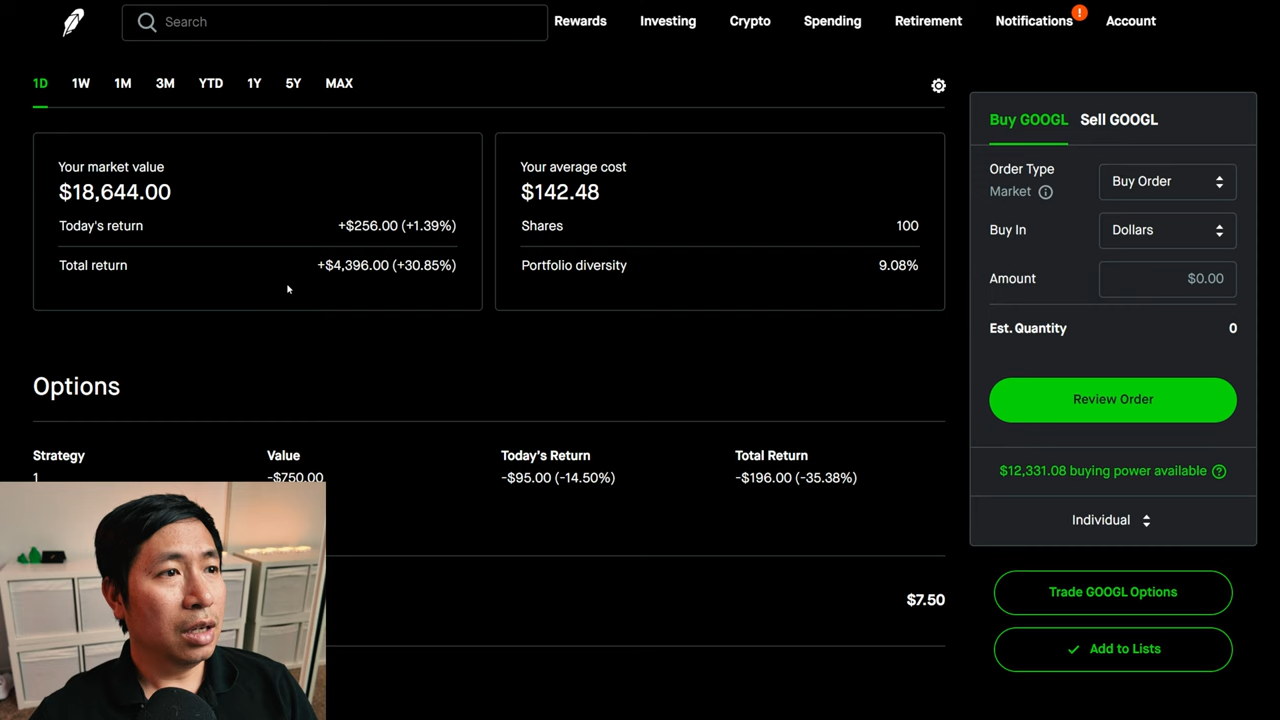 Search
Rewards
Investing
Crypto
Spending
Retirement
Notifications
!
Account
1D
1W
1M
3M
YTD
1Y
5Y
MAX
Your market value
$18,644.00
Today's return
+$256.00 (+1.39%)
Total return
+$4,396.00 (+30.85%)
Your average cost
$142.48
Shares
100
Portfolio diversity
9.08%
Buy GOOGL
Sell GOOGL
Order Type
Market
Buy Order
Buy In
Dollars
Amount
$0.00
Est. Quantity
0
Review Order
$12,331.08 buying power available
Individual
Trade GOOGL Options
Add to Lists
Options
Strategy
Value
Today's Return
Total Return
1
-$750.00
-$95.00 (-14.50%)
-$196.00 (-35.38%)
$7.50